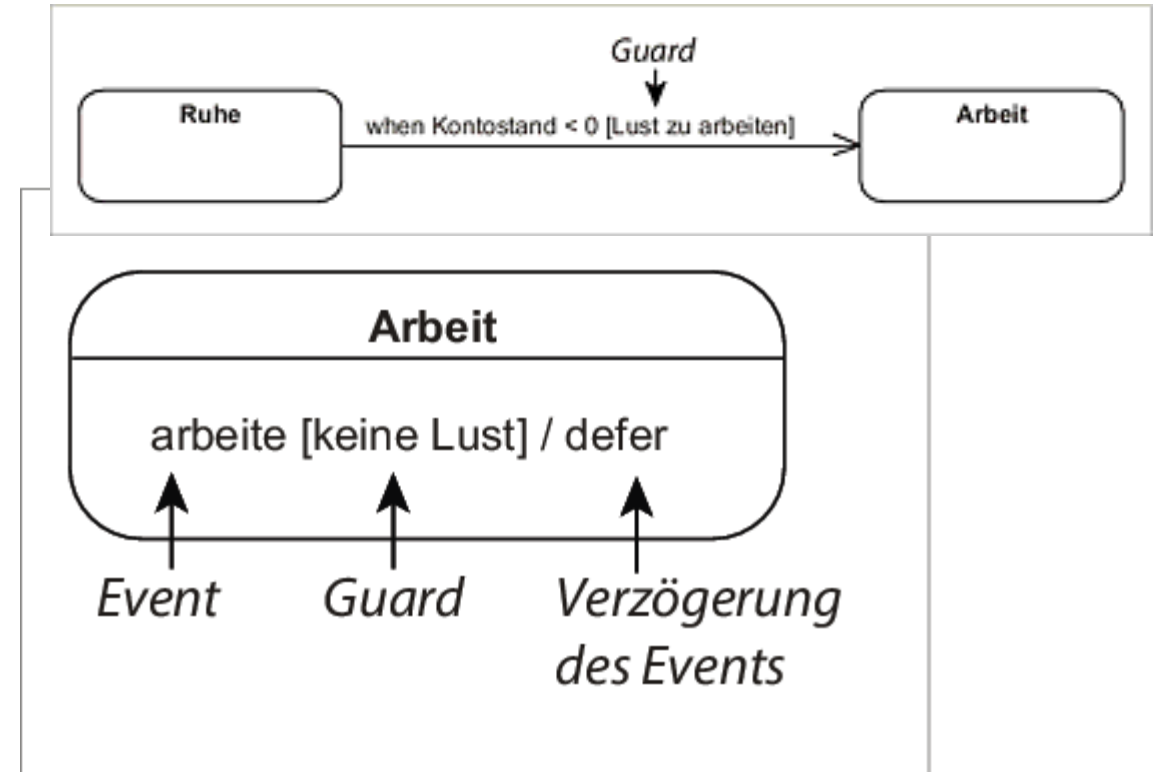 Guard
Ruhe
when Kontostand < 0 [Lust zu arbeiten]
Arbeit
Arbeit
arbeite [keine Lust] / defer
Event
Guard
Verzögerung
des Events